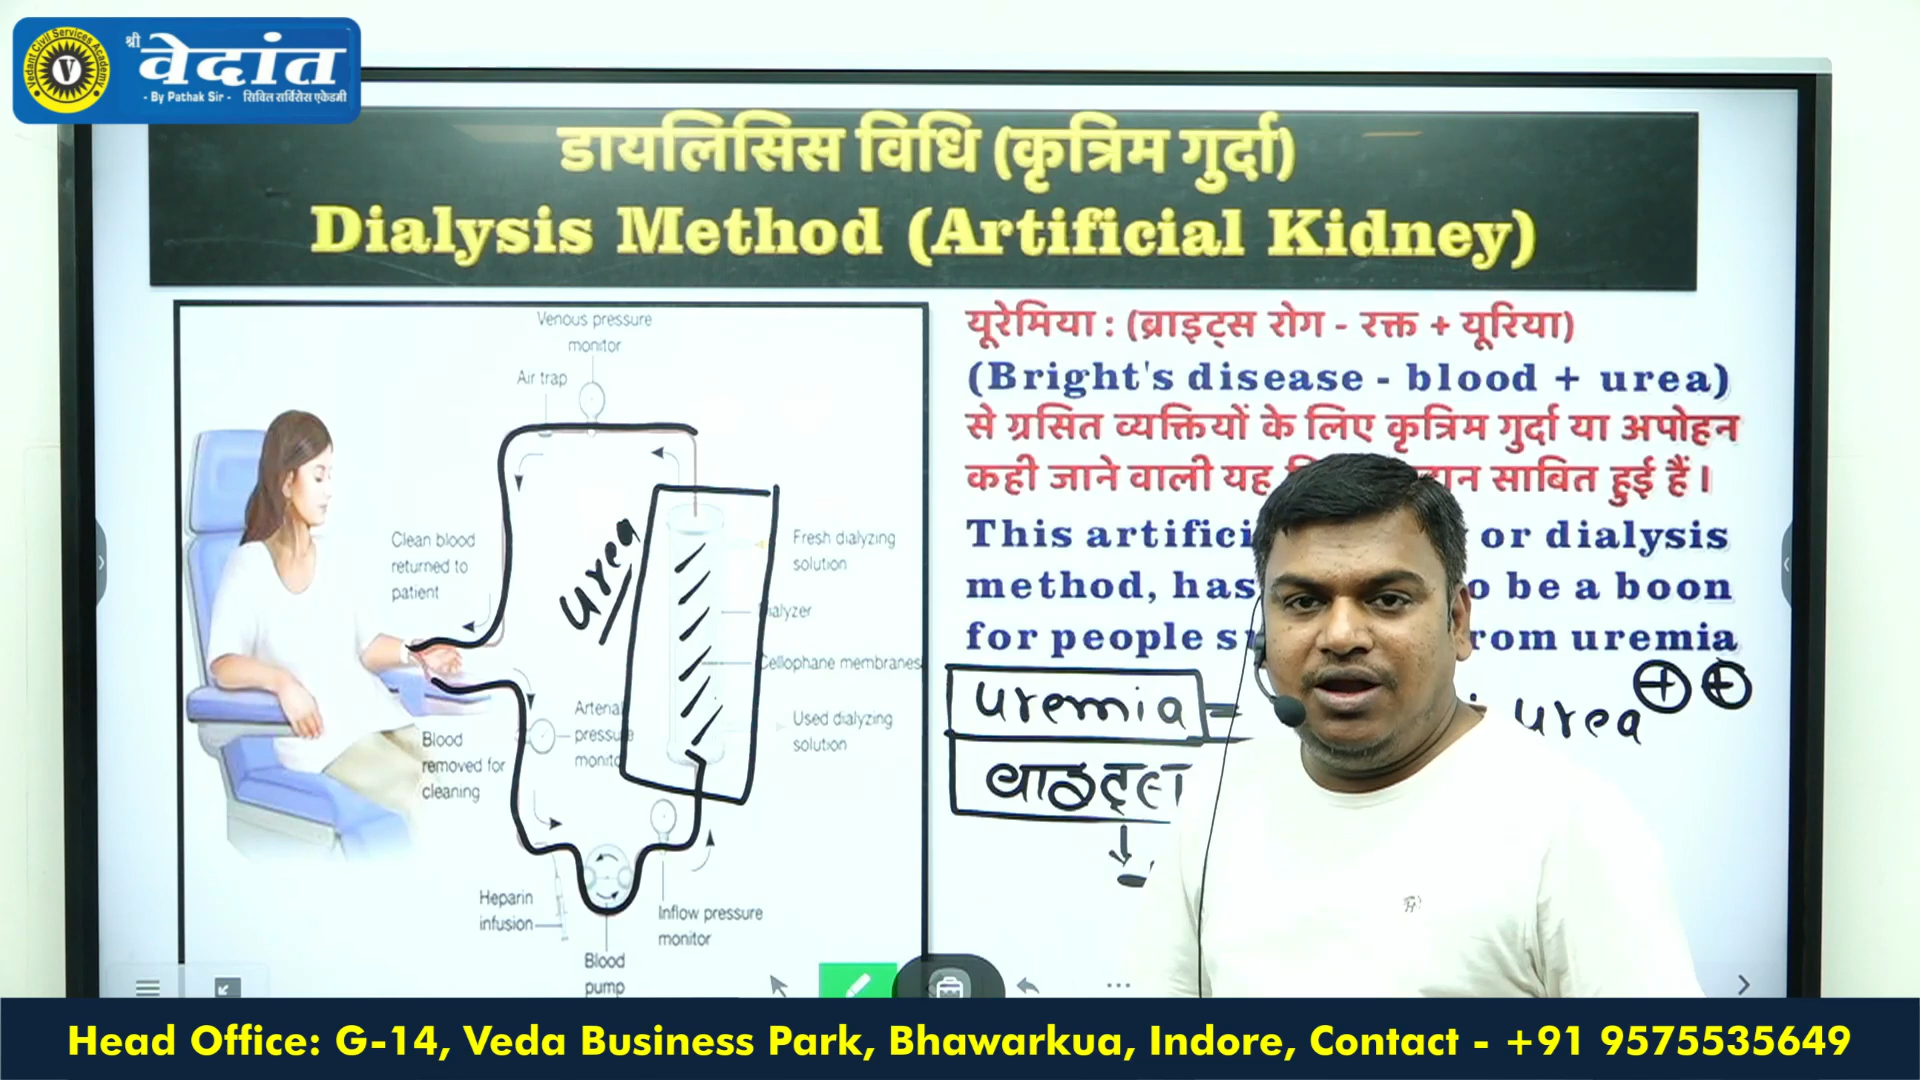 Vedant Civil Services Academy
V
श्री वेदांत
- By Pathak Sir - सिविल सर्विसेस एकेडमी
डायलिसिस विधि (कृत्रिम गुर्दा)
Dialysis Method (Artificial Kidney)
Venous pressure
monitor
Air trap
Clean blood
returned to
patient
urea
Fresh dialyzing
solution
Cellophane membranes
Used dialyzing
solution
Blood
removed for
cleaning
Heparin
infusion
Inflow pressure
monitor
Blood
pump
यूरेमिया : (ब्राइट्स रोग - रक्त + यूरिया)
(Bright's disease - blood + urea)
से ग्रसित व्यक्तियों के लिए कृत्रिम गुर्दा या अपोहन
कही जाने वाली यह साबित हुई हैं ।
This or dialysis
method, has be a boon
for people from uremia
uremia = urea ⊕ ⊕
Head Office: G-14, Veda Business Park, Bhawarkua, Indore, Contact - +91 9575535649